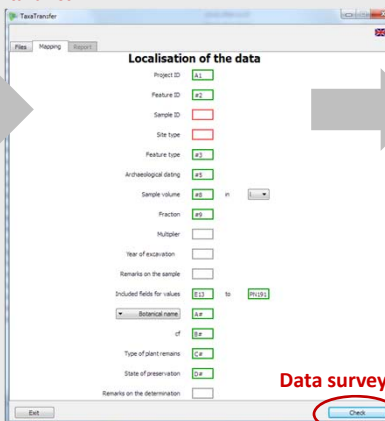 TaxaTransfer
Files Mapping Report
Localisation of the data
Project ID A1
Feature ID #2
Sample ID
Site type
Feature type #3
Archaeological dating #5
Sample volume #8 in l
Fraction #9
Multiplier
Year of excavation
Remarks on the sample
Included fields for values E13 to PN191
Botanical name A#
cf B#
Type of plant remains C#
State of preservation D#
Remarks on the determination
Data survey
Exit Check